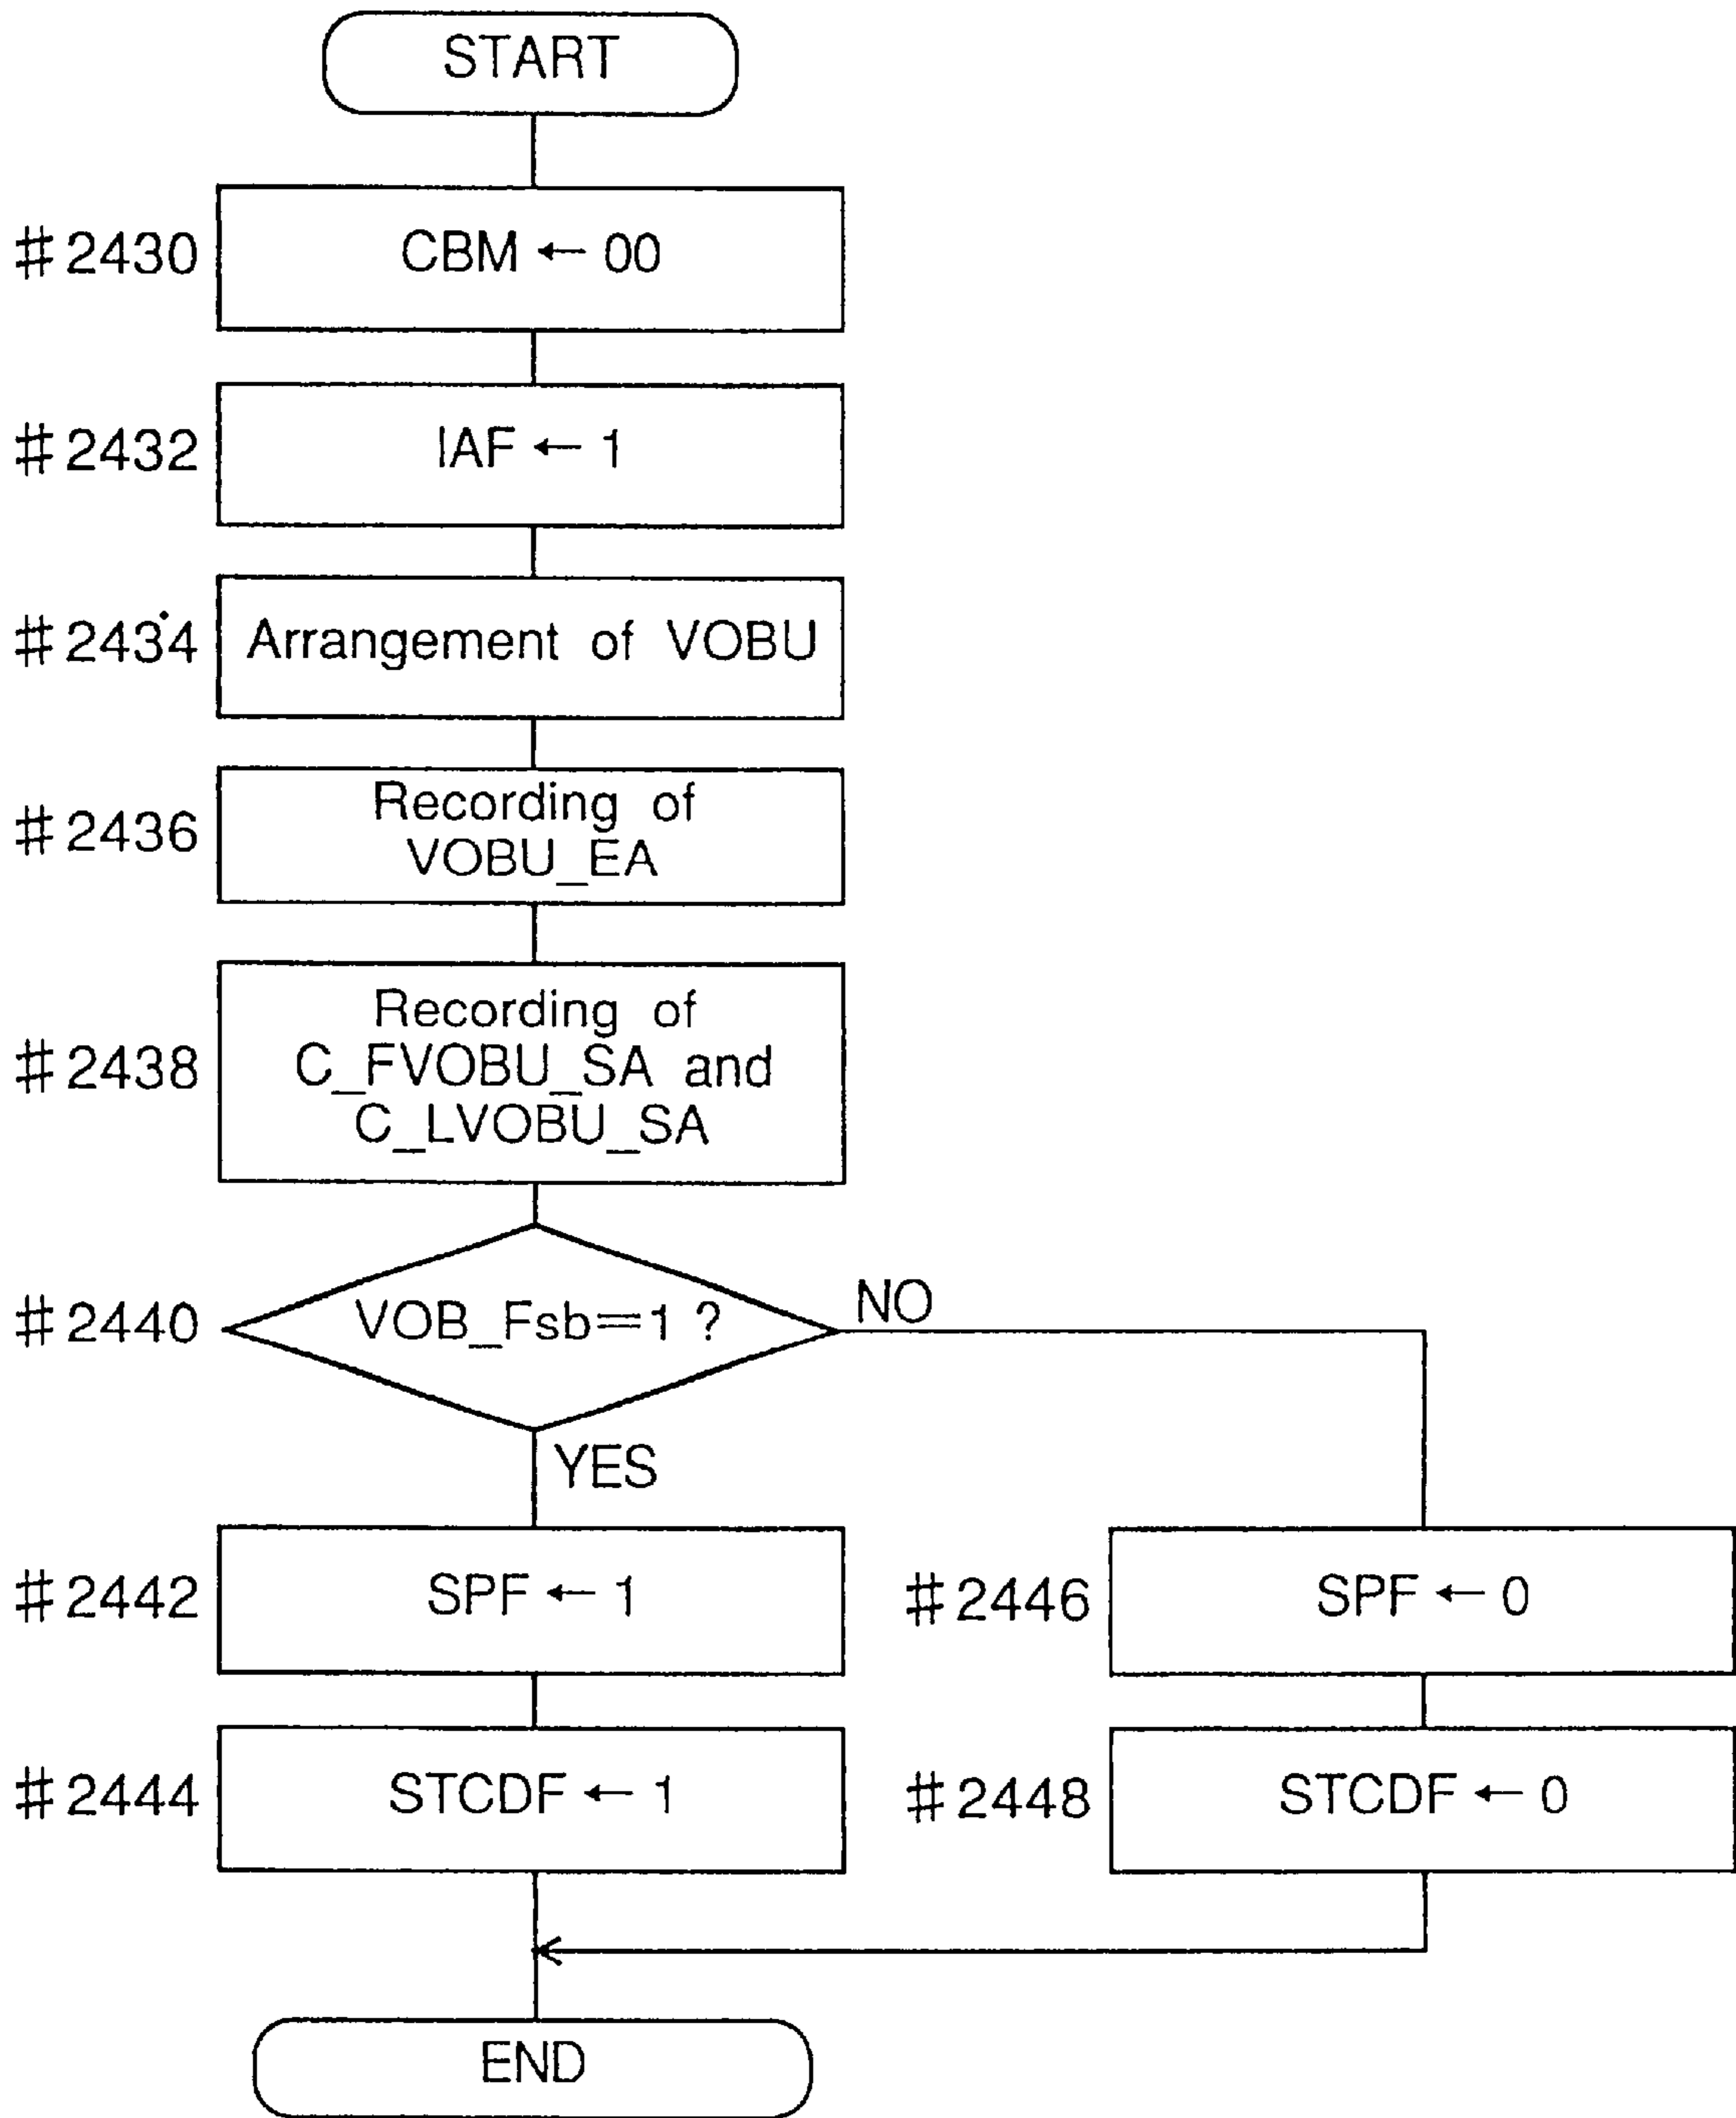 START
#2430
CBM ← 00
#2432
IAF ← 1
#2434
Arrangement of VOBU
#2436
Recording of
VOBU_EA
#2438
Recording of
C_FVOBU_SA and
C_LVOBU_SA
#2440
VOB_Fsb=1 ?
NO
YES
#2442
SPF ← 1
#2446
SPF ← 0
#2444
STCDF ← 1
#2448
STCDF ← 0
END